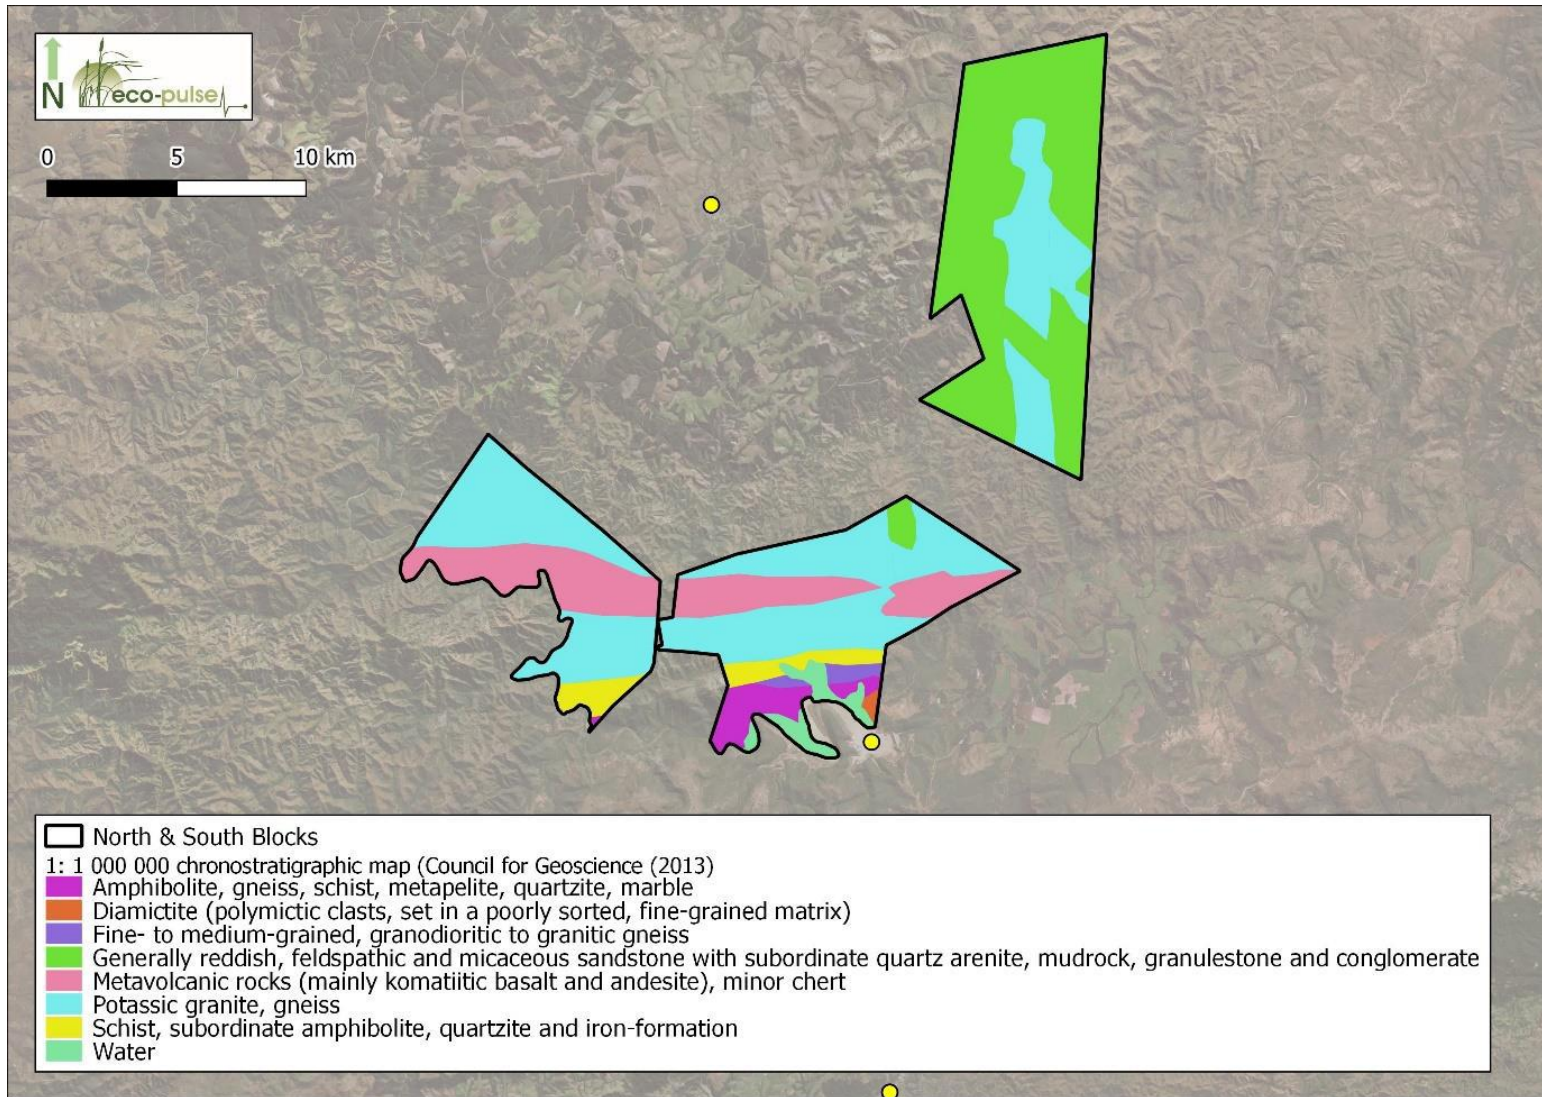 N
eco-pulse
0 5 10 km
North & South Blocks
1: 1 000 000 chronostratigraphic map (Council for Geoscience (2013)
Amphibolite, gneiss, schist, metapelite, quartzite, marble
Diamictite (polymictic clasts, set in a poorly sorted, fine-grained matrix)
Fine- to medium-grained, granodioritic to granitic gneiss
Generally reddish, feldspathic and micaceous sandstone with subordinate quartz arenite, mudrock, granulestone and conglomerate
Metavolcanic rocks (mainly komatiitic basalt and andesite), minor chert
Potassic granite, gneiss
Schist, subordinate amphibolite, quartzite and iron-formation
Water